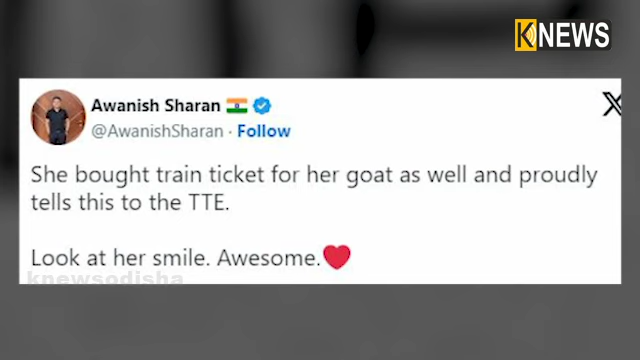 KNEWS
Awanish Sharan 🇮🇳
@AwanishSharan · Follow
She bought train ticket for her goat as well and proudly
tells this to the TTE.
Look at her smile. Awesome.❤️
knewsodisha